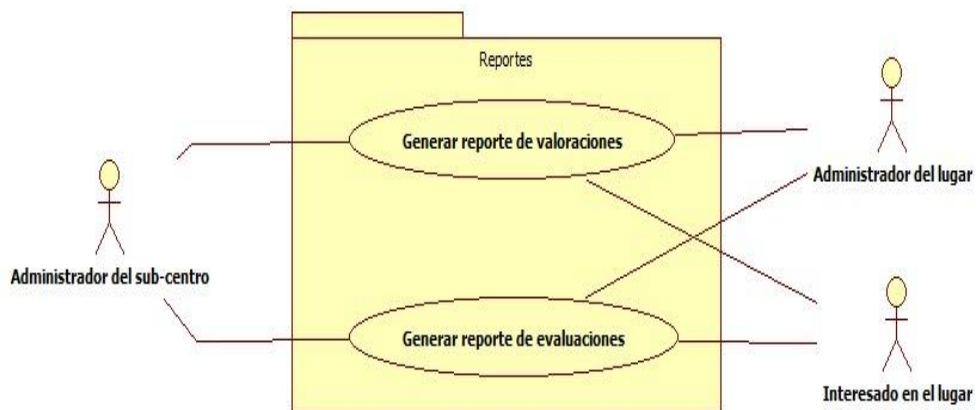 Reportes
Generar reporte de valoraciones
Administrador del lugar
Administrador del sub-centro
Generar reporte de evaluaciones
Interesado en el lugar